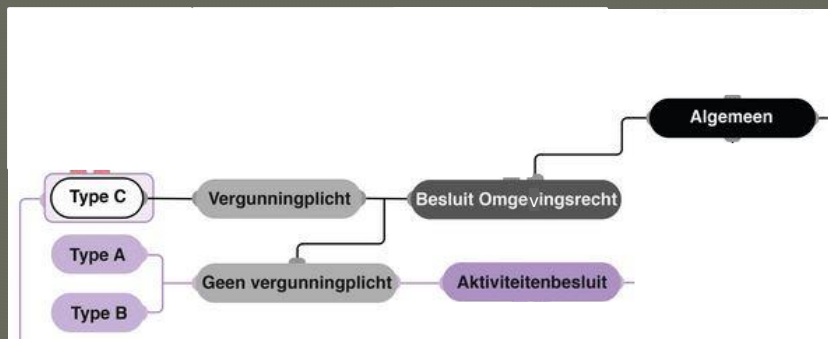 Algemeen
Type C
Vergunningplicht
Besluit Omgevingsrecht
Type A
Geen vergunningplicht
Aktiviteitenbesluit
Type B